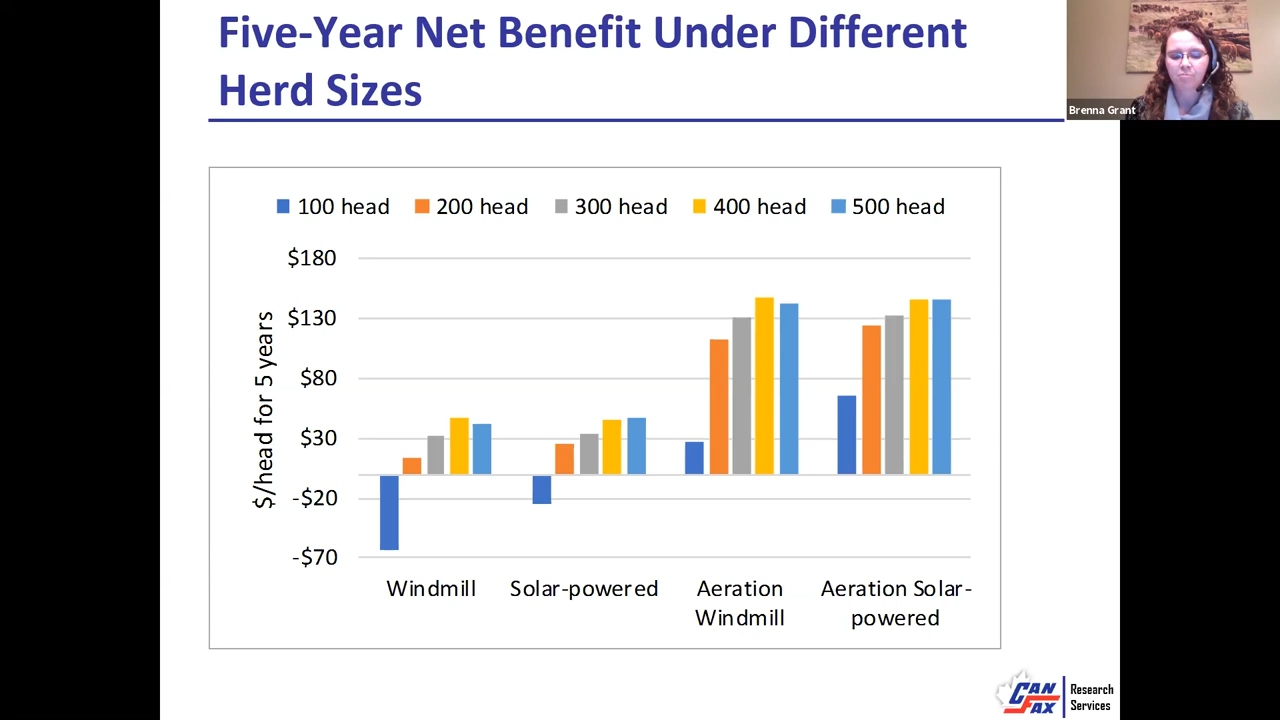 Five-Year Net Benefit Under Different
Herd Sizes
Brenna Grant
100 head
200 head
300 head
400 head
500 head
$/head for 5 years
$180
$130
$80
$30
-$20
-$70
Windmill
Solar-powered
Aeration
Windmill
Aeration Solar-
powered
CAN
FAX
Research
Services